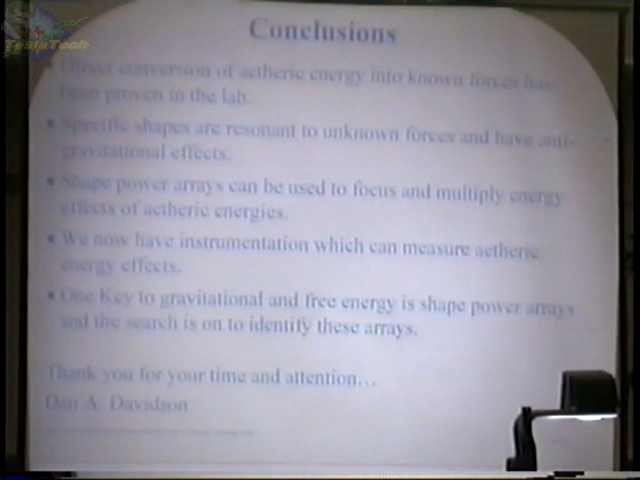 TeslaTech
Conclusions
Direct conversion of aetheric energy into known forces has
been proven in the lab.
• Specific shapes are resonant to unknown forces and have anti-
gravitational effects.
• Shape power arrays can be used to focus and multiply energy
effects of aetheric energies.
• We now have instrumentation which can measure aetheric
energy effects.
• One Key to gravitational and free energy is shape power arrays
and the search is on to identify these arrays.
Thank you for your time and attention…
Dan A. Davidson